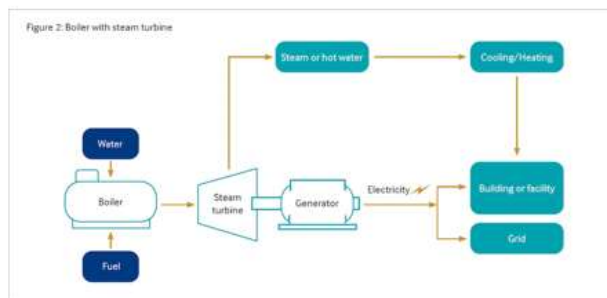 Figure 2: Boiler with steam turbine
Steam or hot water
Cooling/Heating
Water
Boiler
Steam
turbine
Generator
Electricity
Building or facility
Grid
Fuel